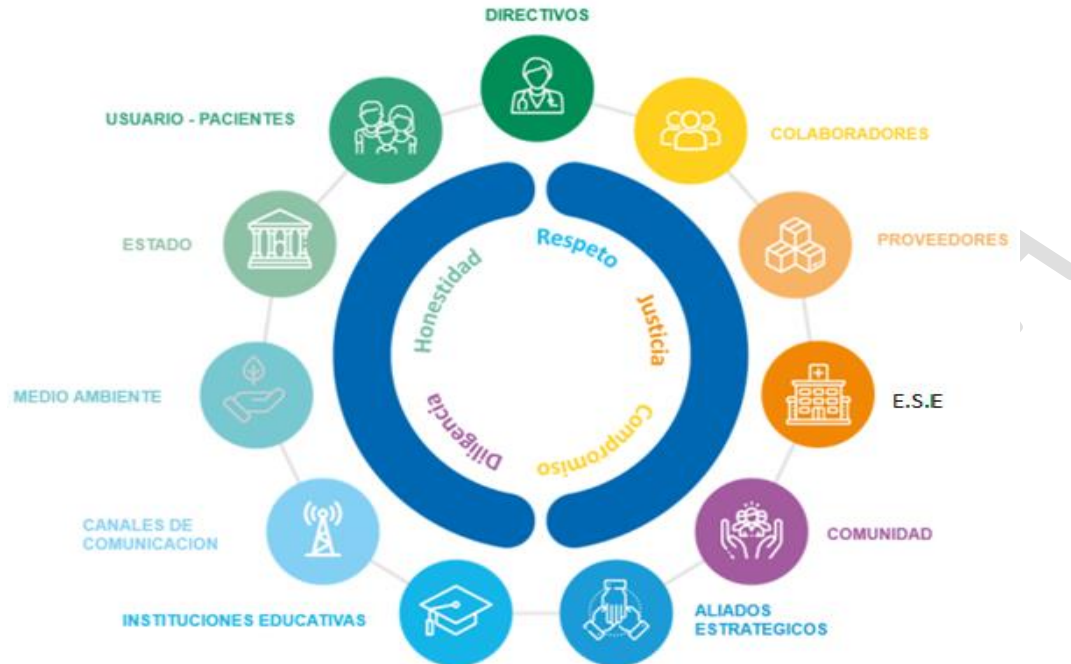 DIRECTIVOS
USUARIO - PACIENTES
COLABORADORES
ESTADO
PROVEEDORES
Respeto
Honestidad
Justicia
MEDIO AMBIENTE
E.S.E
Diligencia
Compromiso
CANALES DE
COMUNICACION
COMUNIDAD
INSTITUCIONES EDUCATIVAS
ALIADOS
ESTRATEGICOS